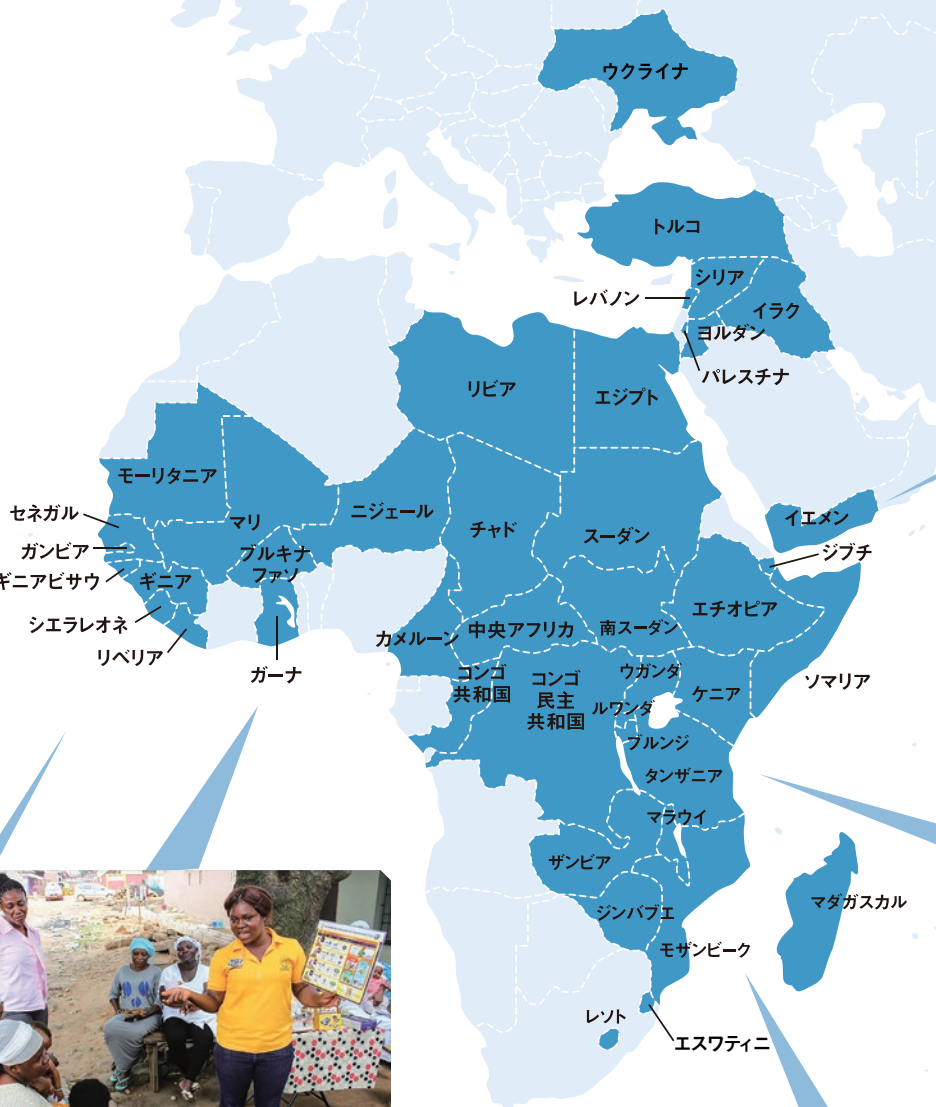 ウクライナ
トルコ
シリア
レバノン
イラク
ヨルダン
パレスチナ
リビア
エジプト
モーリタニア
セネガル
マリ
ニジェール
チャド
スーダン
イエメン
ガンビア
ジブチ
ブルキナ
ファソ
ギニアビサウ
ギニア
エチオピア
シエラレオネ
カメルーン
中央アフリカ
南スーダン
リベリア
ガーナ
コンゴ
共和国
コンゴ
民主
共和国
ウガンダ
ケニア
ソマリア
ルワンダ
ブルンジ
タンザニア
マラウイ
ザンビア
マダガスカル
ジンバブエ
モザンビーク
レソト
エスワティニ